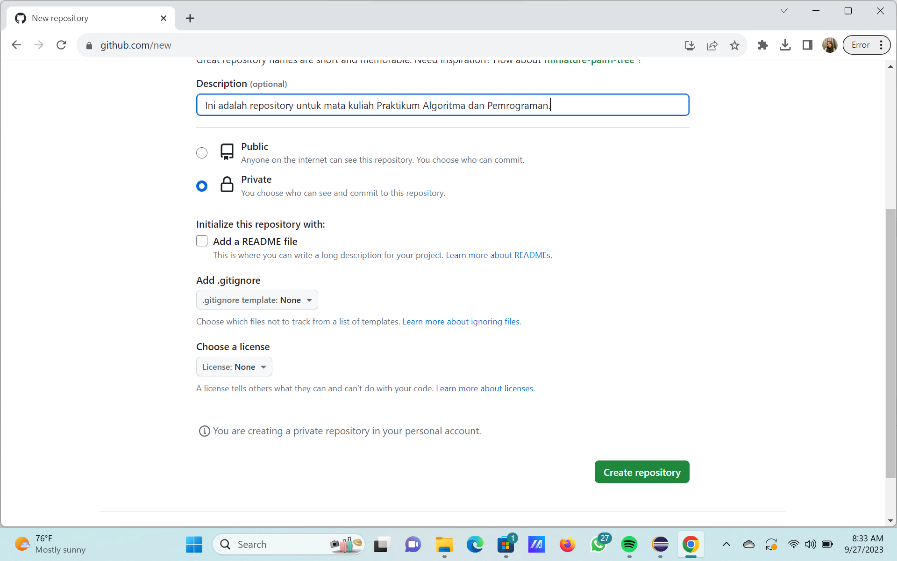 New repository
github.com/new
Error
Great repository names are short and memorable. Need inspiration? How about miniature-palm-tree ?
Description (optional)
Ini adalah repository untuk mata kuliah Praktikum Algoritma dan Pemrograman.
Public
Anyone on the internet can see this repository. You choose who can commit.
Private
You choose who can see and commit to this repository.
Initialize this repository with:
Add a README file
This is where you can write a long description for your project. Learn more about READMEs.
Add .gitignore
.gitignore template: None
Choose which files not to track from a list of templates. Learn more about ignoring files.
Choose a license
License: None
A license tells others what they can and can't do with your code. Learn more about licenses.
You are creating a private repository in your personal account.
Create repository
76°F
Mostly sunny
Search
1
27
8:33 AM
9/27/2023